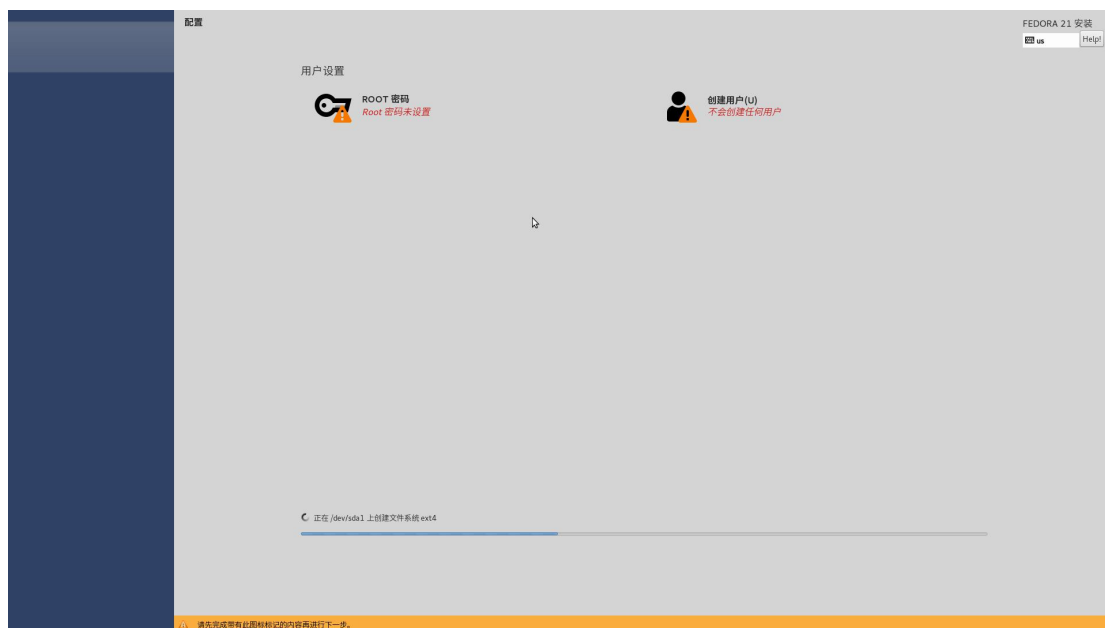 配置
FEDORA 21 安装
us
Help!
用户设置
ROOT 密码
Root 密码未设置
创建用户(U)
不会创建任何用户
正在 /dev/sda1 上创建文件系统 ext4
请先完成带有此图标标记的内容再进行下一步。